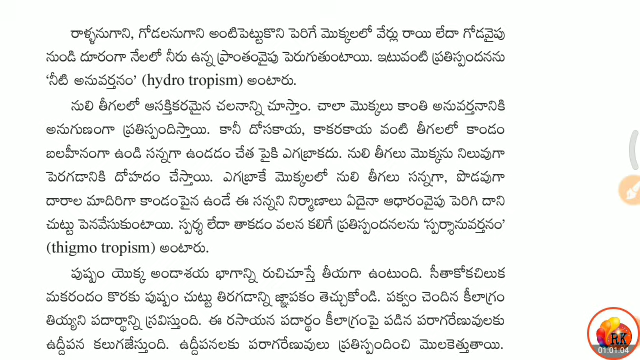 రాళ్ళనుగాని, గోడలనుగాని అంటిపెట్టుకొని పెరిగే మొక్కలలో వేర్లు రాయి లేదా గోడవైపు
నుండి దూరంగా నేలలో నీరు ఉన్న ప్రాంతంవైపు పెరుగుతుంటాయి. ఇటువంటి ప్రతిస్పందనను
‘నీటి అనువర్తనం’ (hydro tropism) అంటారు.
నులి తీగలలో ఆసక్తికరమైన చలనాన్ని చూస్తాం. చాలా మొక్కలు కాంతి అనువర్తనానికి
అనుగుణంగా ప్రతిస్పందిస్తాయి. కానీ దోసకాయ, కాకరకాయ వంటి తీగలలో కాండం
బలహీనంగా ఉండి సన్నగా ఉండడం చేత పైకి ఎగబ్రాకదు. నులి తీగలు మొక్కను నిలువుగా
పెరగడానికి దోహదం చేస్తాయి. ఎగబ్రాకే మొక్కలలో నులి తీగలు సన్నగా, పొడవుగా
దారాల మాదిరిగా కాండంపైన ఉండే ఈ సన్నని నిర్మాణాలు ఏదైనా ఆధారంవైపు పెరిగి దాని
చుట్టు పెనవేసుకుంటాయి. స్పర్శ లేదా తాకడం వలన కలిగే ప్రతిస్పందనలను ‘స్పర్శానువర్తనం’
(thigmo tropism) అంటారు.
పుష్పం యొక్క అండాశయ భాగాన్ని రుచిచూస్తే తీయగా ఉంటుంది. సీతాకోకచిలుక
మకరందం కొరకు పుష్పం చుట్టు తిరగడాన్ని జ్ఞాపకం తెచ్చుకోండి. పక్వం చెందిన కీలాగ్రం
తియ్యని పదార్థాన్ని స్రవిస్తుంది. ఈ రసాయన పదార్థం కీలాగ్రంపై పడిన పరాగరేణువులకు
ఉద్దీపన కలుగజేస్తుంది. ఉద్దీపనలకు పరాగరేణువులు ప్రతిస్పందించి మొలకెత్తుతాయి.
RK
01:01:04